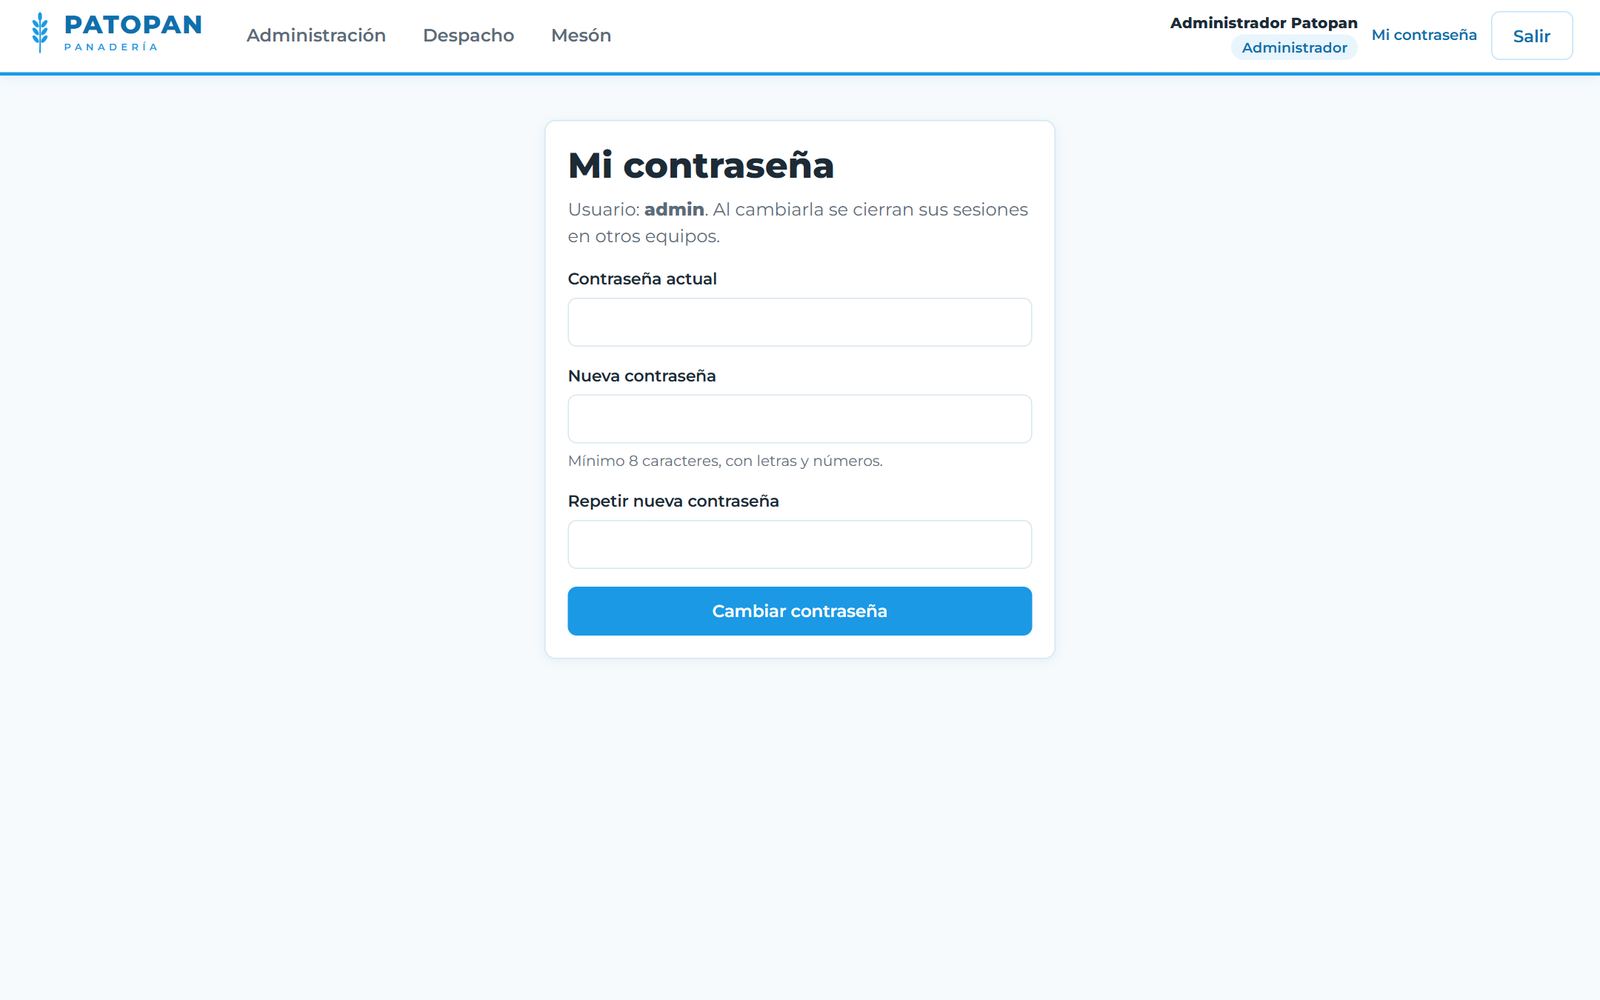 PATOPAN
PANADERÍA
Administración
Despacho
Mesón
Administrador Patopan
Administrador
Mi contraseña
Salir
Mi contraseña
Usuario: admin. Al cambiarla se cierran sus sesiones
en otros equipos.
Contraseña actual
Nueva contraseña
Mínimo 8 caracteres, con letras y números.
Repetir nueva contraseña
Cambiar contraseña